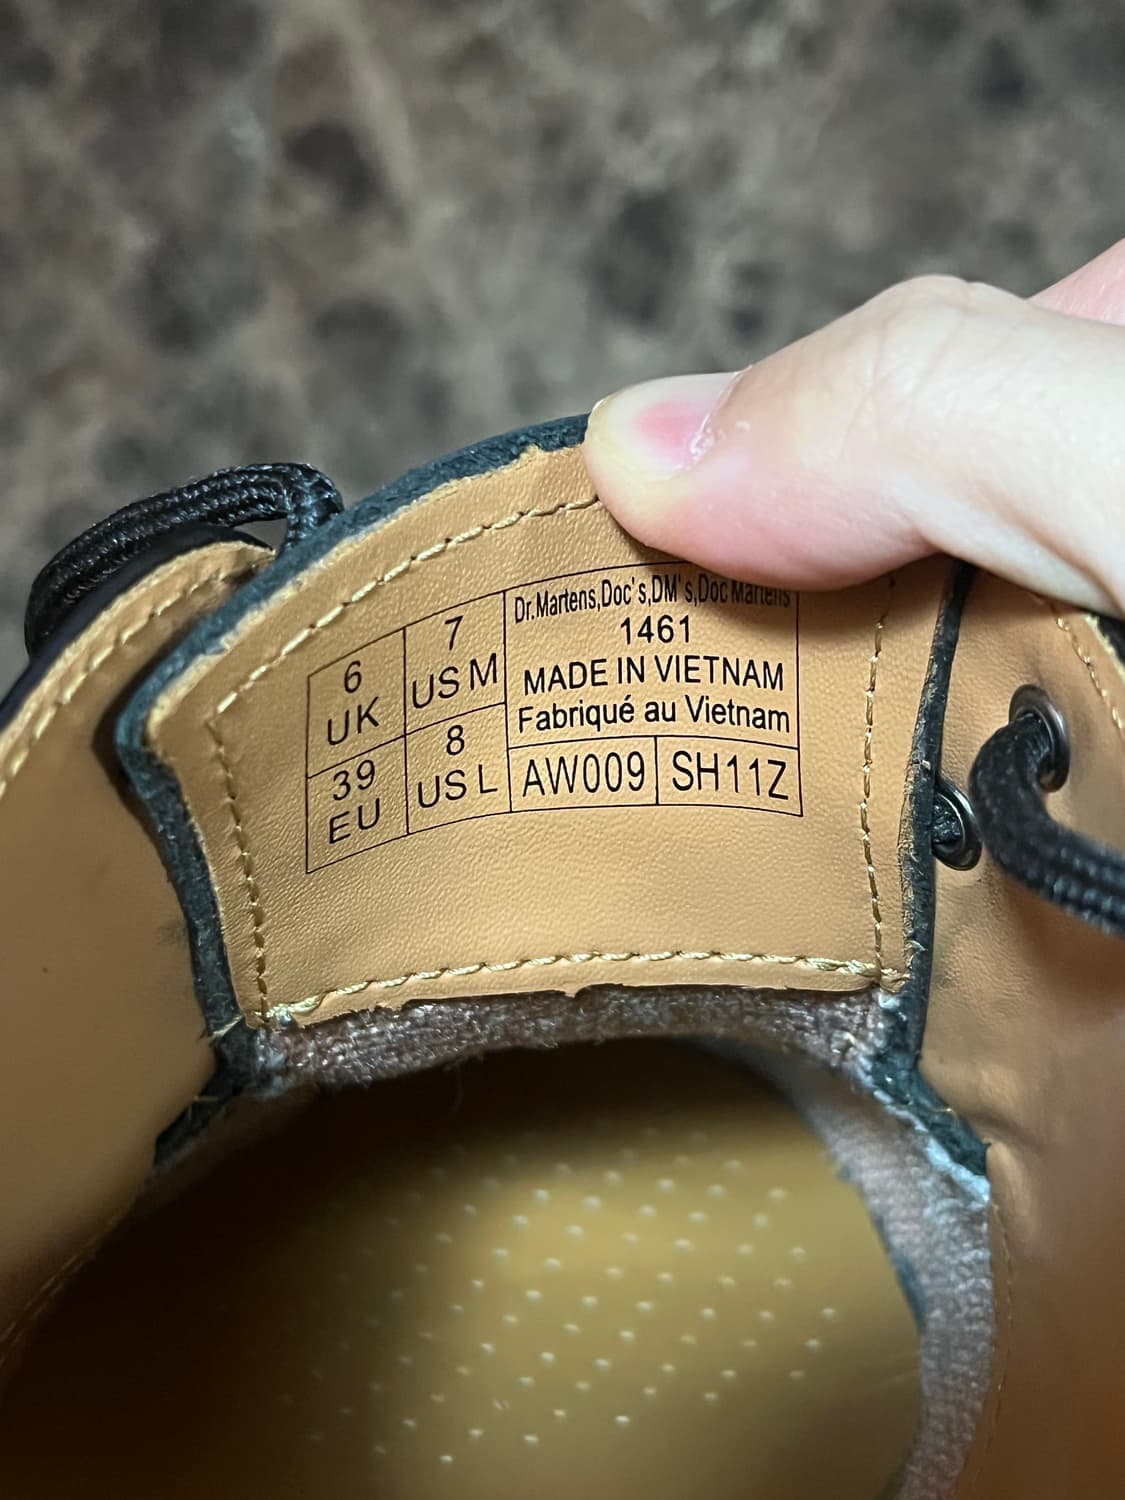 6
UK
7
US M
39
EU
8
US L
Dr.Martens,Doc's,DM's,Doc Martens
1461
MADE IN VIETNAM
Fabriqué au Vietnam
AW009
SH11Z